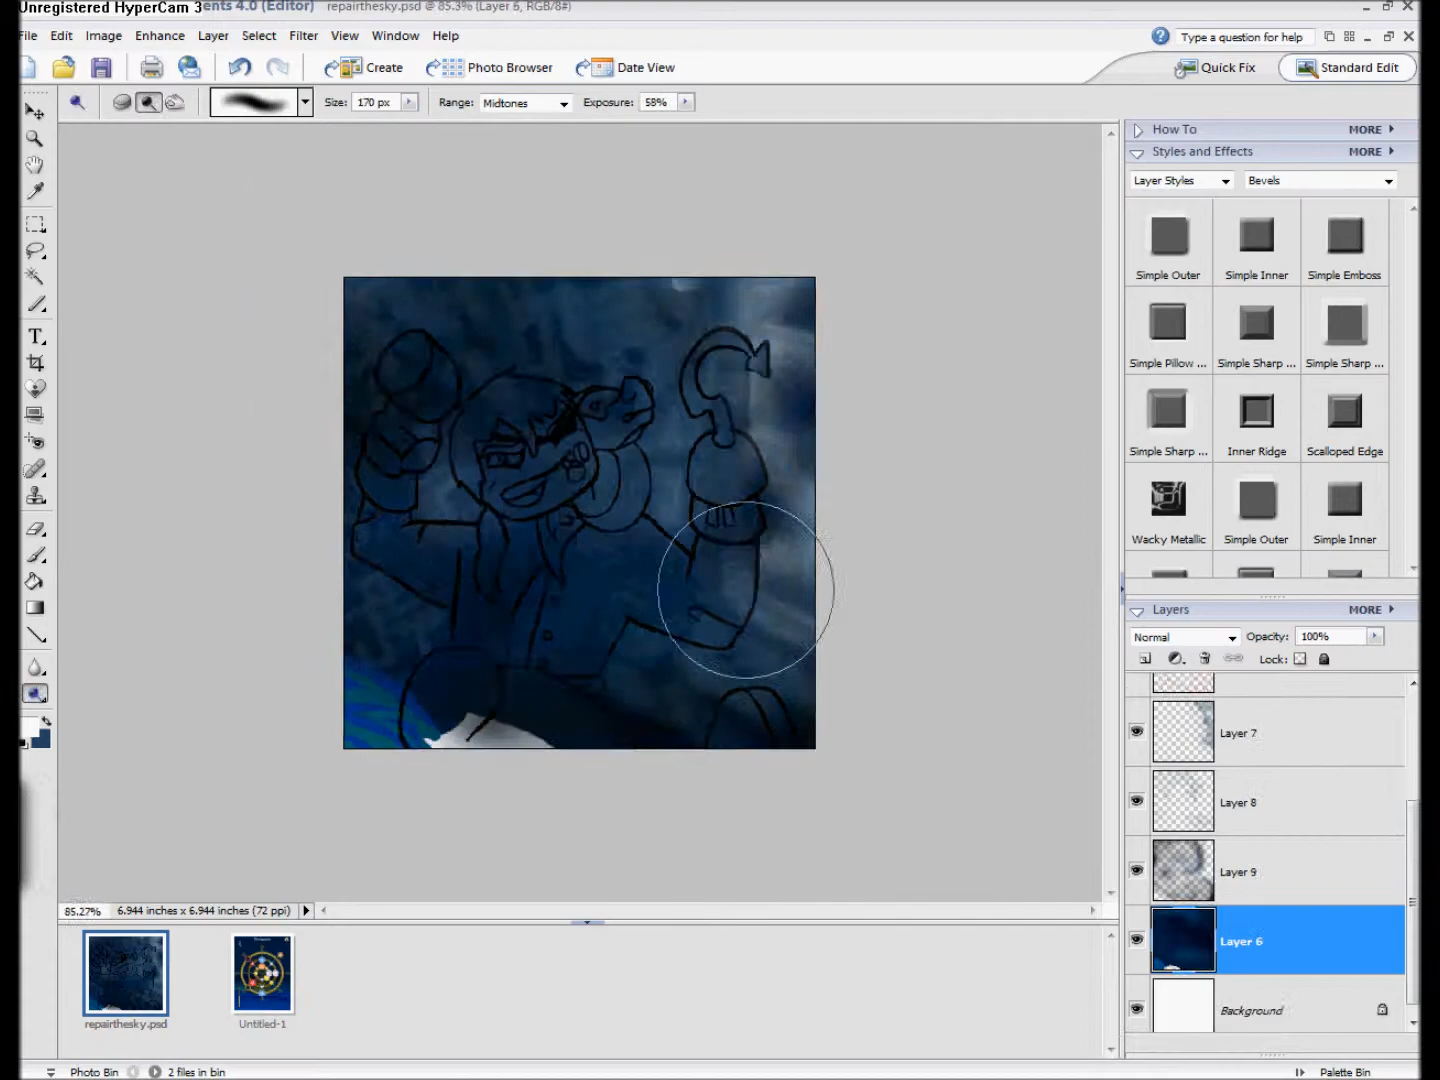 Unregistered HyperCam 3
ents 4.0 (Editor) repairthesky.psd @ 85.3% (Layer 6, RGB/8#)
File Edit Image Enhance Layer Select Filter View Window Help
Type a question for help
Create Photo Browser Date View
Quick Fix Standard Edit
Size: 170 px Range: Midtones Exposure: 58%
How To MORE
Styles and Effects MORE
Layer Styles Bevels
Simple Outer Simple Inner Simple Emboss
Simple Pillow ... Simple Sharp ... Simple Sharp ...
Simple Sharp ... Inner Ridge Scalloped Edge
Wacky Metallic Simple Outer Simple Inner
Layers MORE
Normal Opacity: 100%
Lock:
Layer 7
Layer 8
Layer 9
Layer 6
Background
85.27% 6.944 inches x 6.944 inches (72 ppi)
repairthesky.psd Untitled-1
Photo Bin 2 files in bin Palette Bin